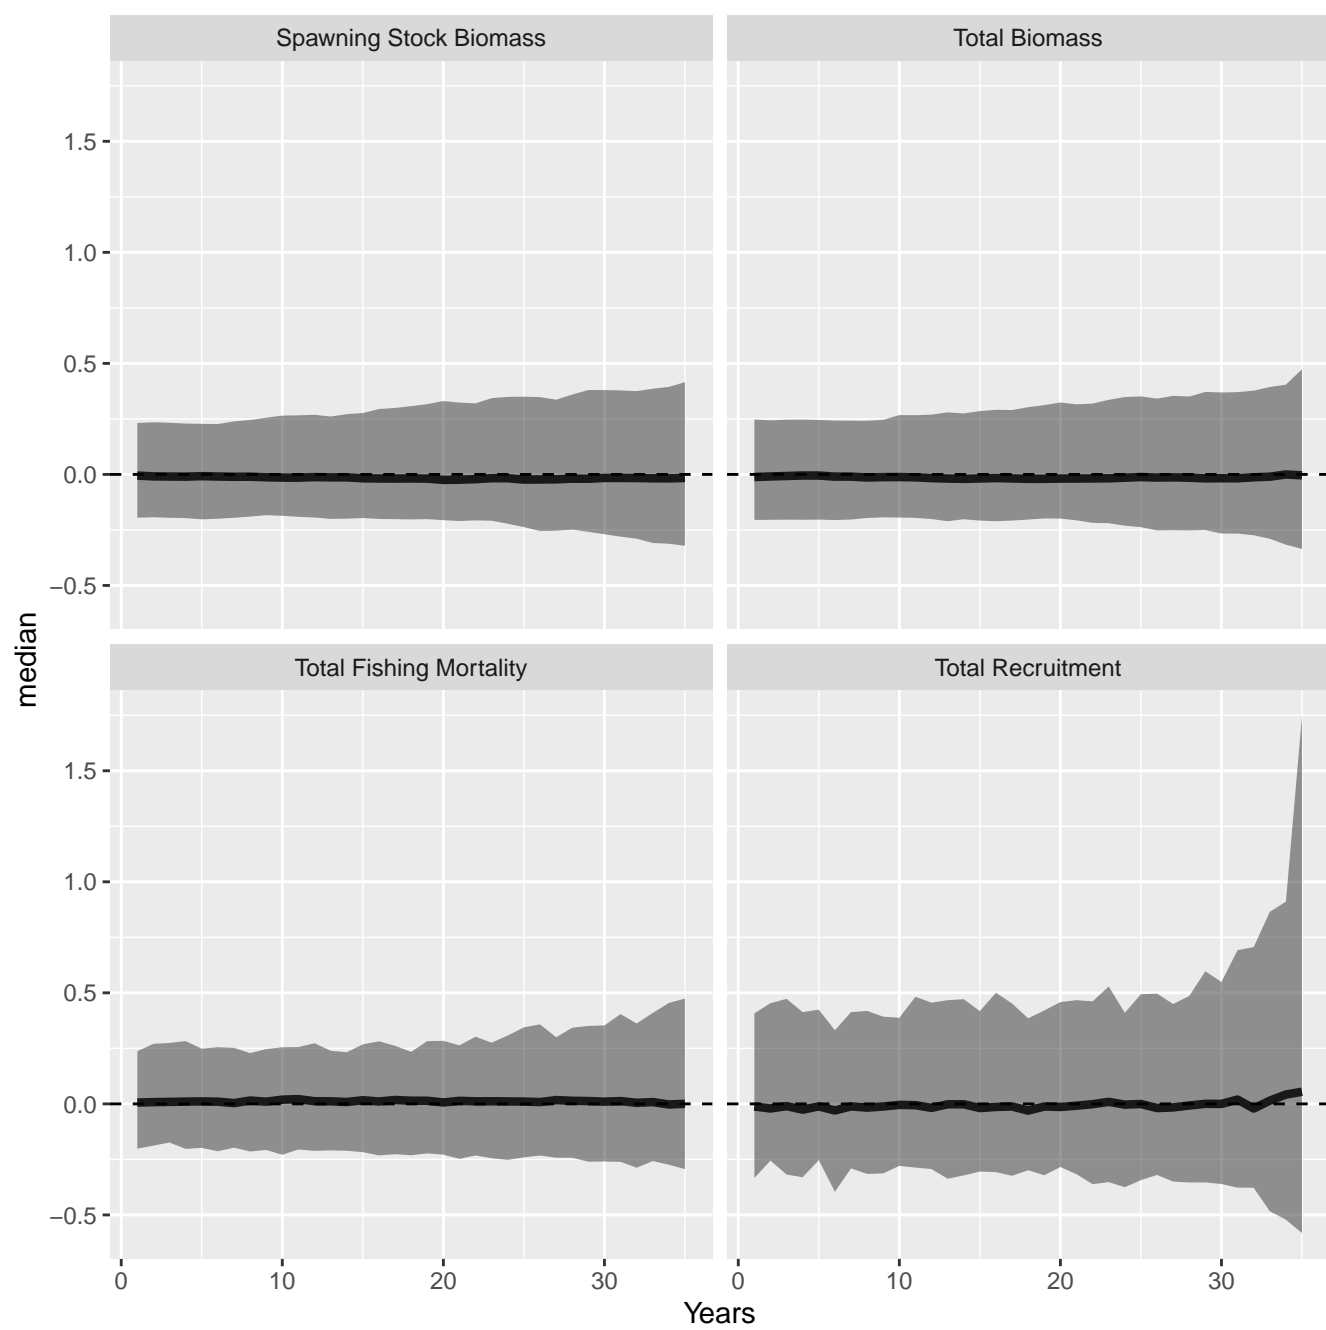 Spawning Stock Biomass
Total Biomass
1.5
1.0
0.5
0.0
−0.5
median
Total Fishing Mortality
Total Recruitment
1.5
1.0
0.5
0.0
−0.5
0 10 20 30 0 10 20 30
Years